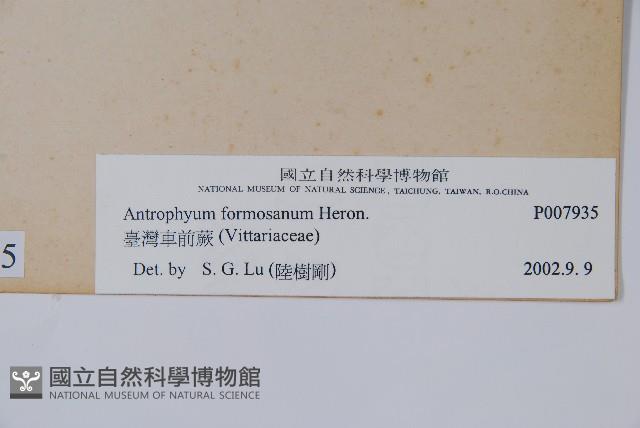 國立自然科學博物館
NATIONAL MUSEUM OF NATURAL SCIENCE, TAICHUNG, TAIWAN, R.O.CHINA
Antrophyum formosanum Heron. P007935
臺灣車前蕨 (Vittariaceae)
Det. by S. G. Lu (陸樹剛) 2002.9. 9
5
國立自然科學博物館
NATIONAL MUSEUM OF NATURAL SCIENCE